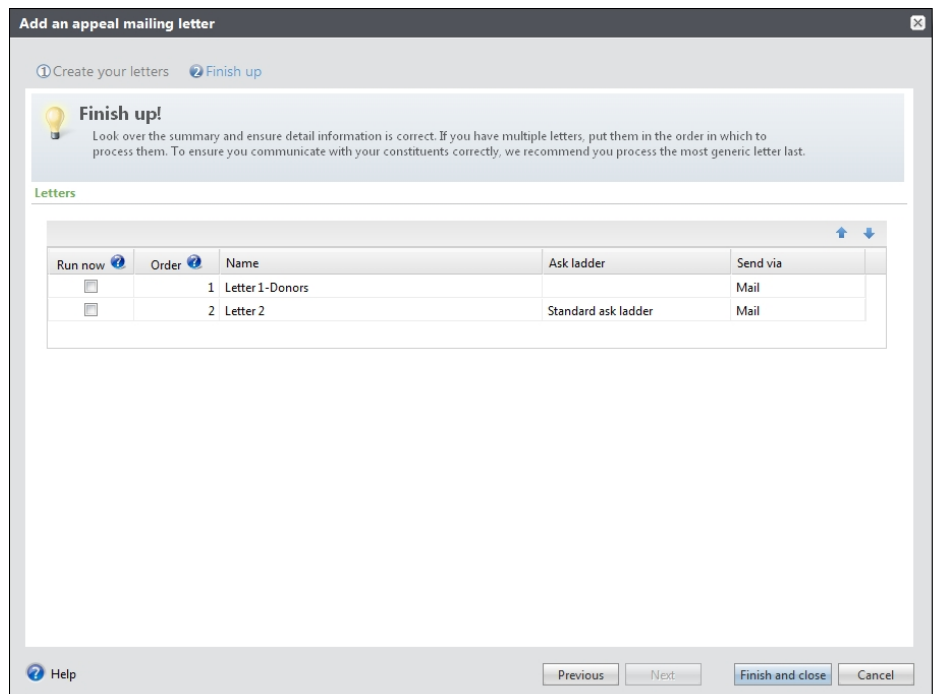 Add an appeal mailing letter
1 Create your letters 2 Finish up
Finish up!
Look over the summary and ensure detail information is correct. If you have multiple letters, put them in the order in which to
process them. To ensure you communicate with your constituents correctly, we recommend you process the most generic letter last.
Letters
Run now ? Order ? Name Ask ladder Send via
1 Letter 1-Donors Mail
2 Letter 2 Standard ask ladder Mail
? Help Previous Next Finish and close Cancel